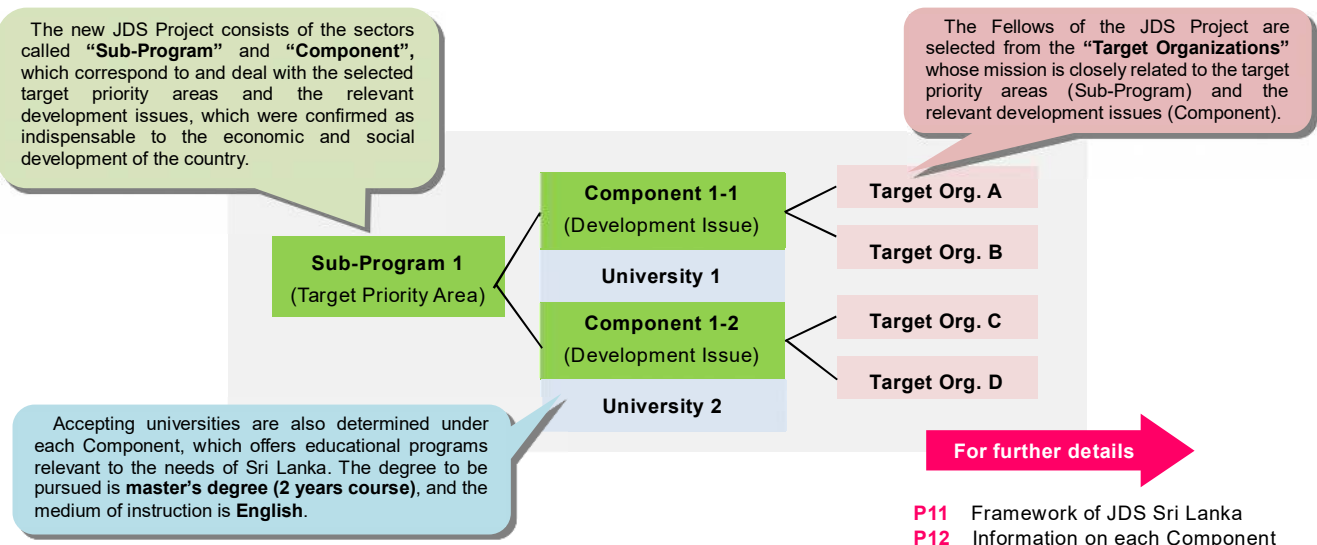 The new JDS Project consists of the sectors
called “Sub-Program” and “Component”,
which correspond to and deal with the selected
target priority areas and the relevant
development issues, which were confirmed as
indispensable to the economic and social
development of the country.
The Fellows of the JDS Project are
selected from the “Target Organizations”
whose mission is closely related to the target
priority areas (Sub-Program) and the
relevant development issues (Component).
Sub-Program 1
(Target Priority Area)
Component 1-1
(Development Issue)
University 1
Component 1-2
(Development Issue)
University 2
Target Org. A
Target Org. B
Target Org. C
Target Org. D
Accepting universities are also determined under
each Component, which offers educational programs
relevant to the needs of Sri Lanka. The degree to be
pursued is master’s degree (2 years course), and the
medium of instruction is English.
For further details
P11 Framework of JDS Sri Lanka
P12 Information on each Component